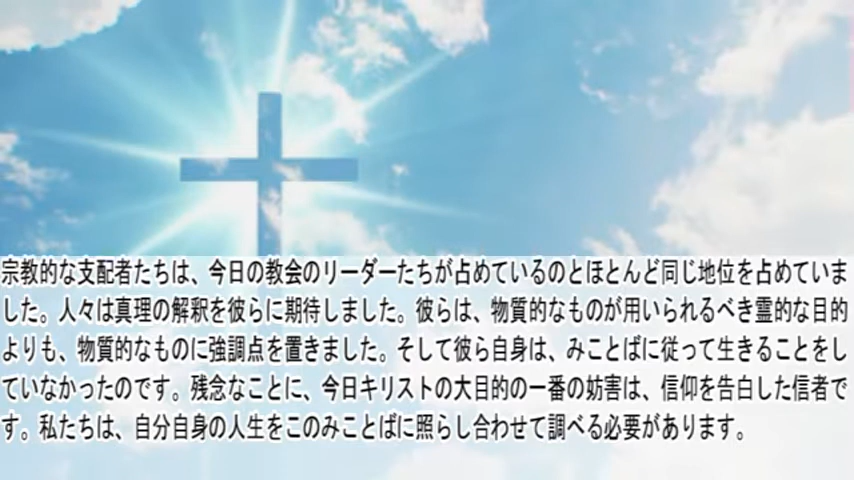 宗教的な支配者たちは、今日の教会のリーダーたちが占めているのとほとんど同じ地位を占めていま
した。人々は真理の解釈を彼らに期待しました。彼らは、物質的なものが用いられるべき霊的な目的
よりも、物質的なものに強調点を置きました。そして彼ら自身は、みことばに従って生きることをし
ていなかったのです。残念なことに、今日キリストの大目的の一番の妨害は、信仰を告白した信者で
す。私たちは、自分自身の人生をこのみことばに照らし合わせて調べる必要があります。